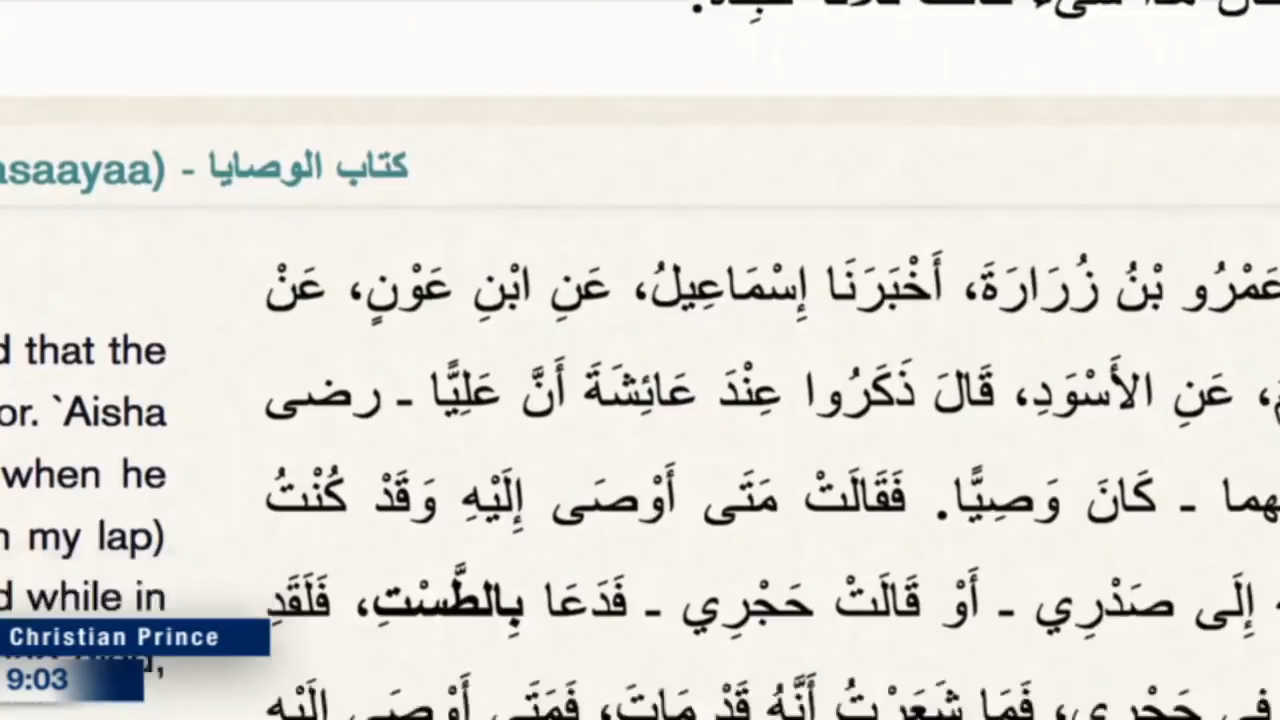 asaayaa) - كتاب الوصايا
عَمْرُو بْنُ زُرَارَةَ، أَخْبَرَنَا إِسْمَاعِيلُ، عَنِ ابْنِ عَوْنٍ، عَنْ
d that the
، عَنِ الأَسْوَدِ، قَالَ ذَكَرُوا عِنْدَ عَائِشَةَ أَنَّ عَلِيًّا ـ رضى
or. `Aisha
when he
هما ـ كَانَ وَصِيًّا. فَقَالَتْ مَتَى أَوْصَى إِلَيْهِ وَقَدْ كُنْتُ
n my lap)
d while in
إِلَى صَدْرِي ـ أَوْ قَالَتْ حَجْرِي ـ فَدَعَا بِالطَّسْتِ، فَلَقَدِ
Christian Prince
9:03
فِي حَجْرِي، فَمَا شَعَرْتُ أَنَّهُ قَدْ مَاتَ، فَمَتَى أَوْصَى إِلَيْهِ